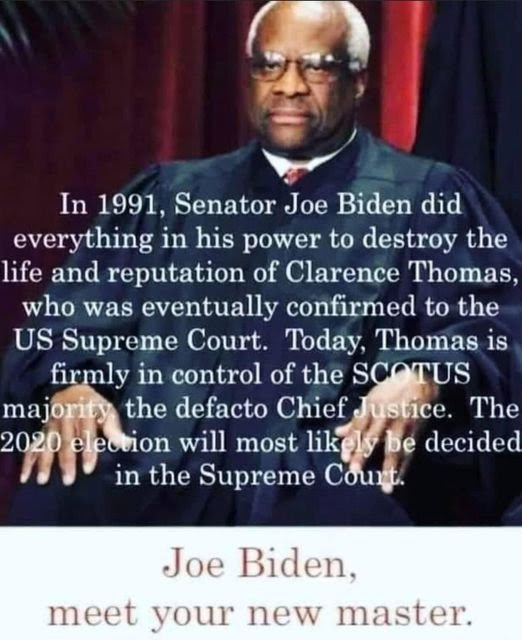 In 1991, Senator Joe Biden did
everything in his power to destroy the
life and reputation of Clarence Thomas,
who was eventually confirmed to the
US Supreme Court. Today, Thomas is
firmly in control of the SCOTUS
majority, the defacto Chief Justice. The
2020 election will most likely be decided
in the Supreme Court.
Joe Biden,
meet your new master.